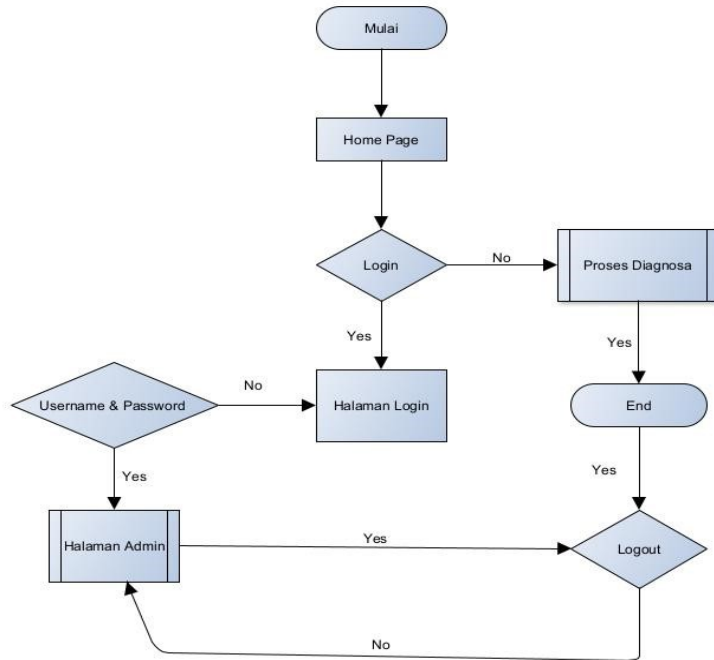 Mulai
Home Page
Login
No
Proses Diagnosa
Yes
Yes
Username & Password
No
Halaman Login
End
Yes
Yes
Halaman Admin
Yes
Logout
No